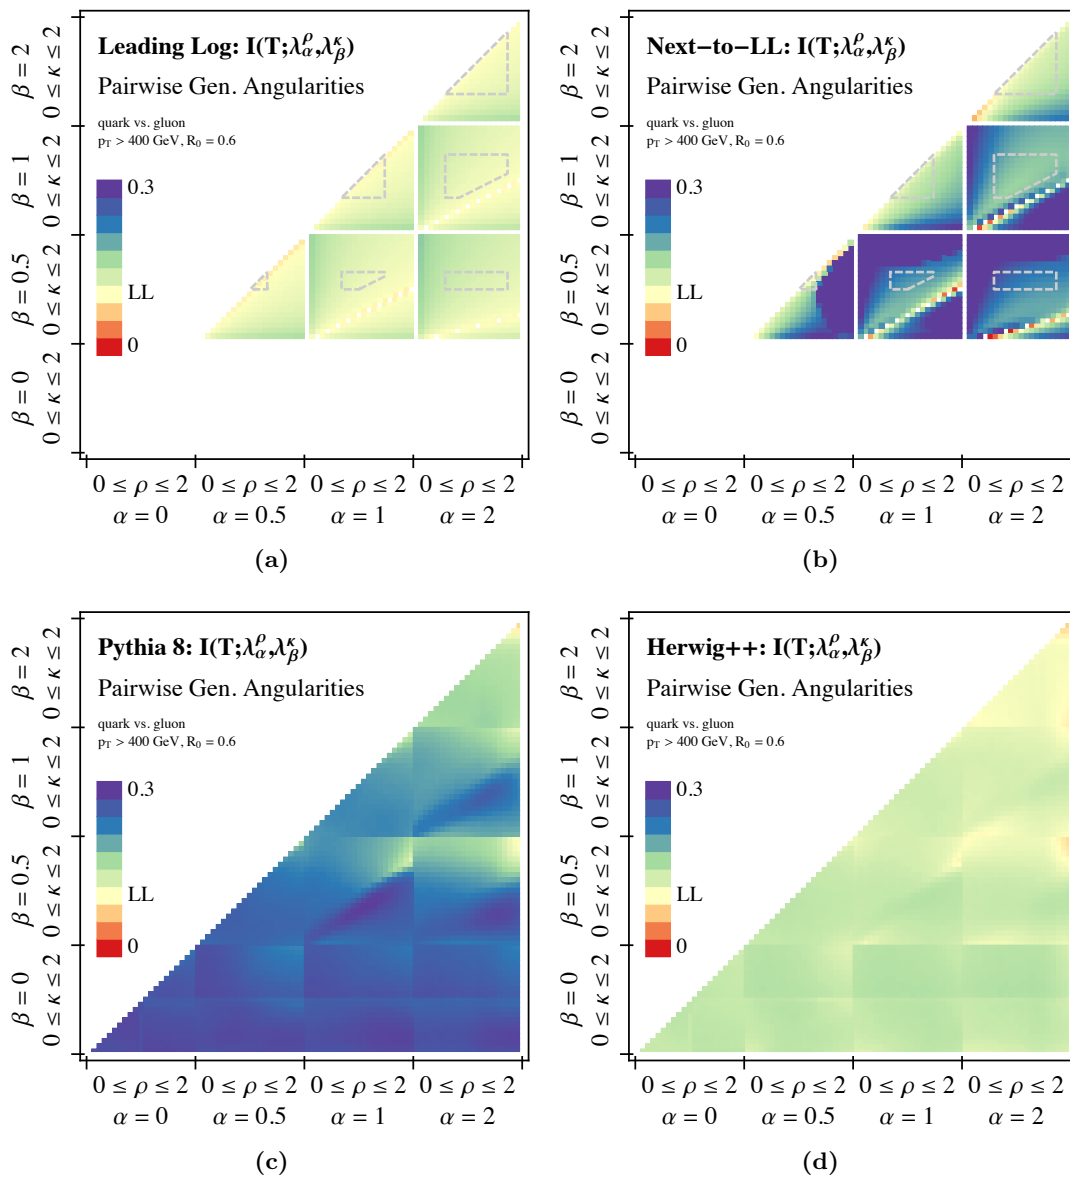 Leading Log: I(T;λ_α^ρ,λ_β^κ)
Pairwise Gen. Angularities
quark vs. gluon
p_T > 400 GeV, R_0 = 0.6
0.3
LL
0
β = 2
0 ≤ κ ≤ 2
β = 1
0 ≤ κ ≤ 2
β = 0.5
0 ≤ κ ≤ 2
β = 0
0 ≤ κ ≤ 2
0 ≤ ρ ≤ 2 0 ≤ ρ ≤ 2 0 ≤ ρ ≤ 2 0 ≤ ρ ≤ 2
α = 0 α = 0.5 α = 1 α = 2
(a)
Next−to−LL: I(T;λ_α^ρ,λ_β^κ)
Pairwise Gen. Angularities
quark vs. gluon
p_T > 400 GeV, R_0 = 0.6
0.3
LL
0
β = 2
0 ≤ κ ≤ 2
β = 1
0 ≤ κ ≤ 2
β = 0.5
0 ≤ κ ≤ 2
β = 0
0 ≤ κ ≤ 2
0 ≤ ρ ≤ 2 0 ≤ ρ ≤ 2 0 ≤ ρ ≤ 2 0 ≤ ρ ≤ 2
α = 0 α = 0.5 α = 1 α = 2
(b)
Pythia 8: I(T;λ_α^ρ,λ_β^κ)
Pairwise Gen. Angularities
quark vs. gluon
p_T > 400 GeV, R_0 = 0.6
0.3
LL
0
β = 2
0 ≤ κ ≤ 2
β = 1
0 ≤ κ ≤ 2
β = 0.5
0 ≤ κ ≤ 2
β = 0
0 ≤ κ ≤ 2
0 ≤ ρ ≤ 2 0 ≤ ρ ≤ 2 0 ≤ ρ ≤ 2 0 ≤ ρ ≤ 2
α = 0 α = 0.5 α = 1 α = 2
(c)
Herwig++: I(T;λ_α^ρ,λ_β^κ)
Pairwise Gen. Angularities
quark vs. gluon
p_T > 400 GeV, R_0 = 0.6
0.3
LL
0
β = 2
0 ≤ κ ≤ 2
β = 1
0 ≤ κ ≤ 2
β = 0.5
0 ≤ κ ≤ 2
β = 0
0 ≤ κ ≤ 2
0 ≤ ρ ≤ 2 0 ≤ ρ ≤ 2 0 ≤ ρ ≤ 2 0 ≤ ρ ≤ 2
α = 0 α = 0.5 α = 1 α = 2
(d)